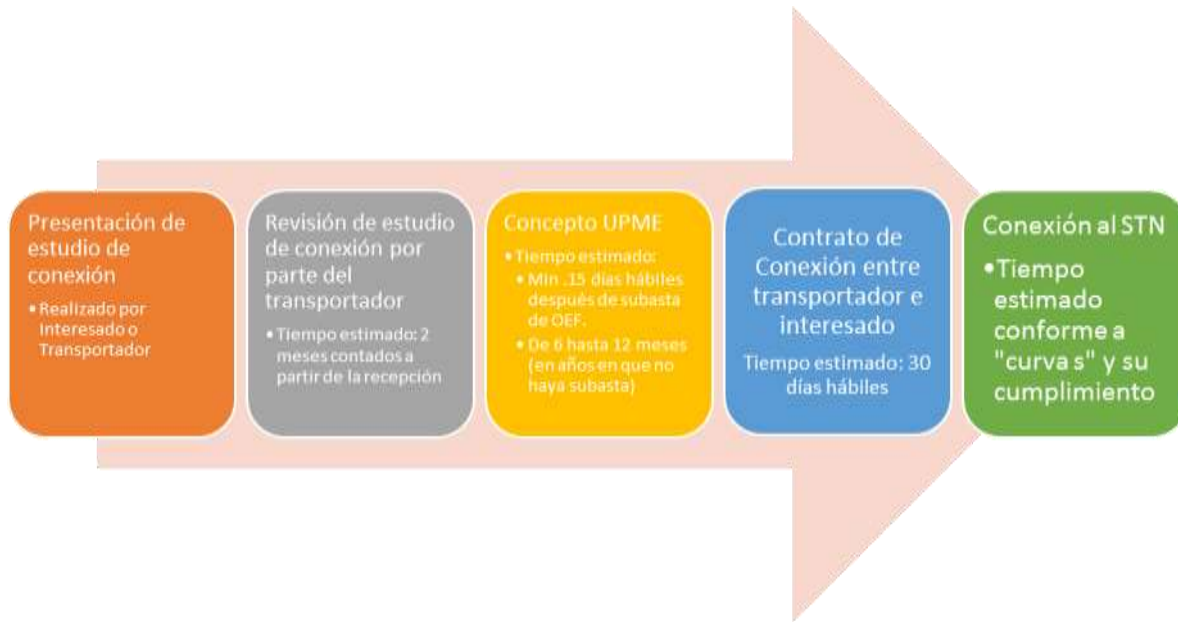 Presentación de
estudio de
conexión
• Realizado por
Interesado o
Transportador
Revisión de estudio
de conexión por
parte del
transportador
• Tiempo estimado: 2
meses contados a
partir de la recepción
Concepto UPME
• Tiempo estimado:
• Min .15 días hábiles
después de subasta
de OEF.
• De 6 hasta 12 meses
(en años en que no
haya subasta)
Contrato de
Conexión entre
transportador e
interesado
Tiempo estimado: 30
días hábiles
Conexión al STN
•Tiempo
estimado
conforme a
"curva s" y su
cumplimiento